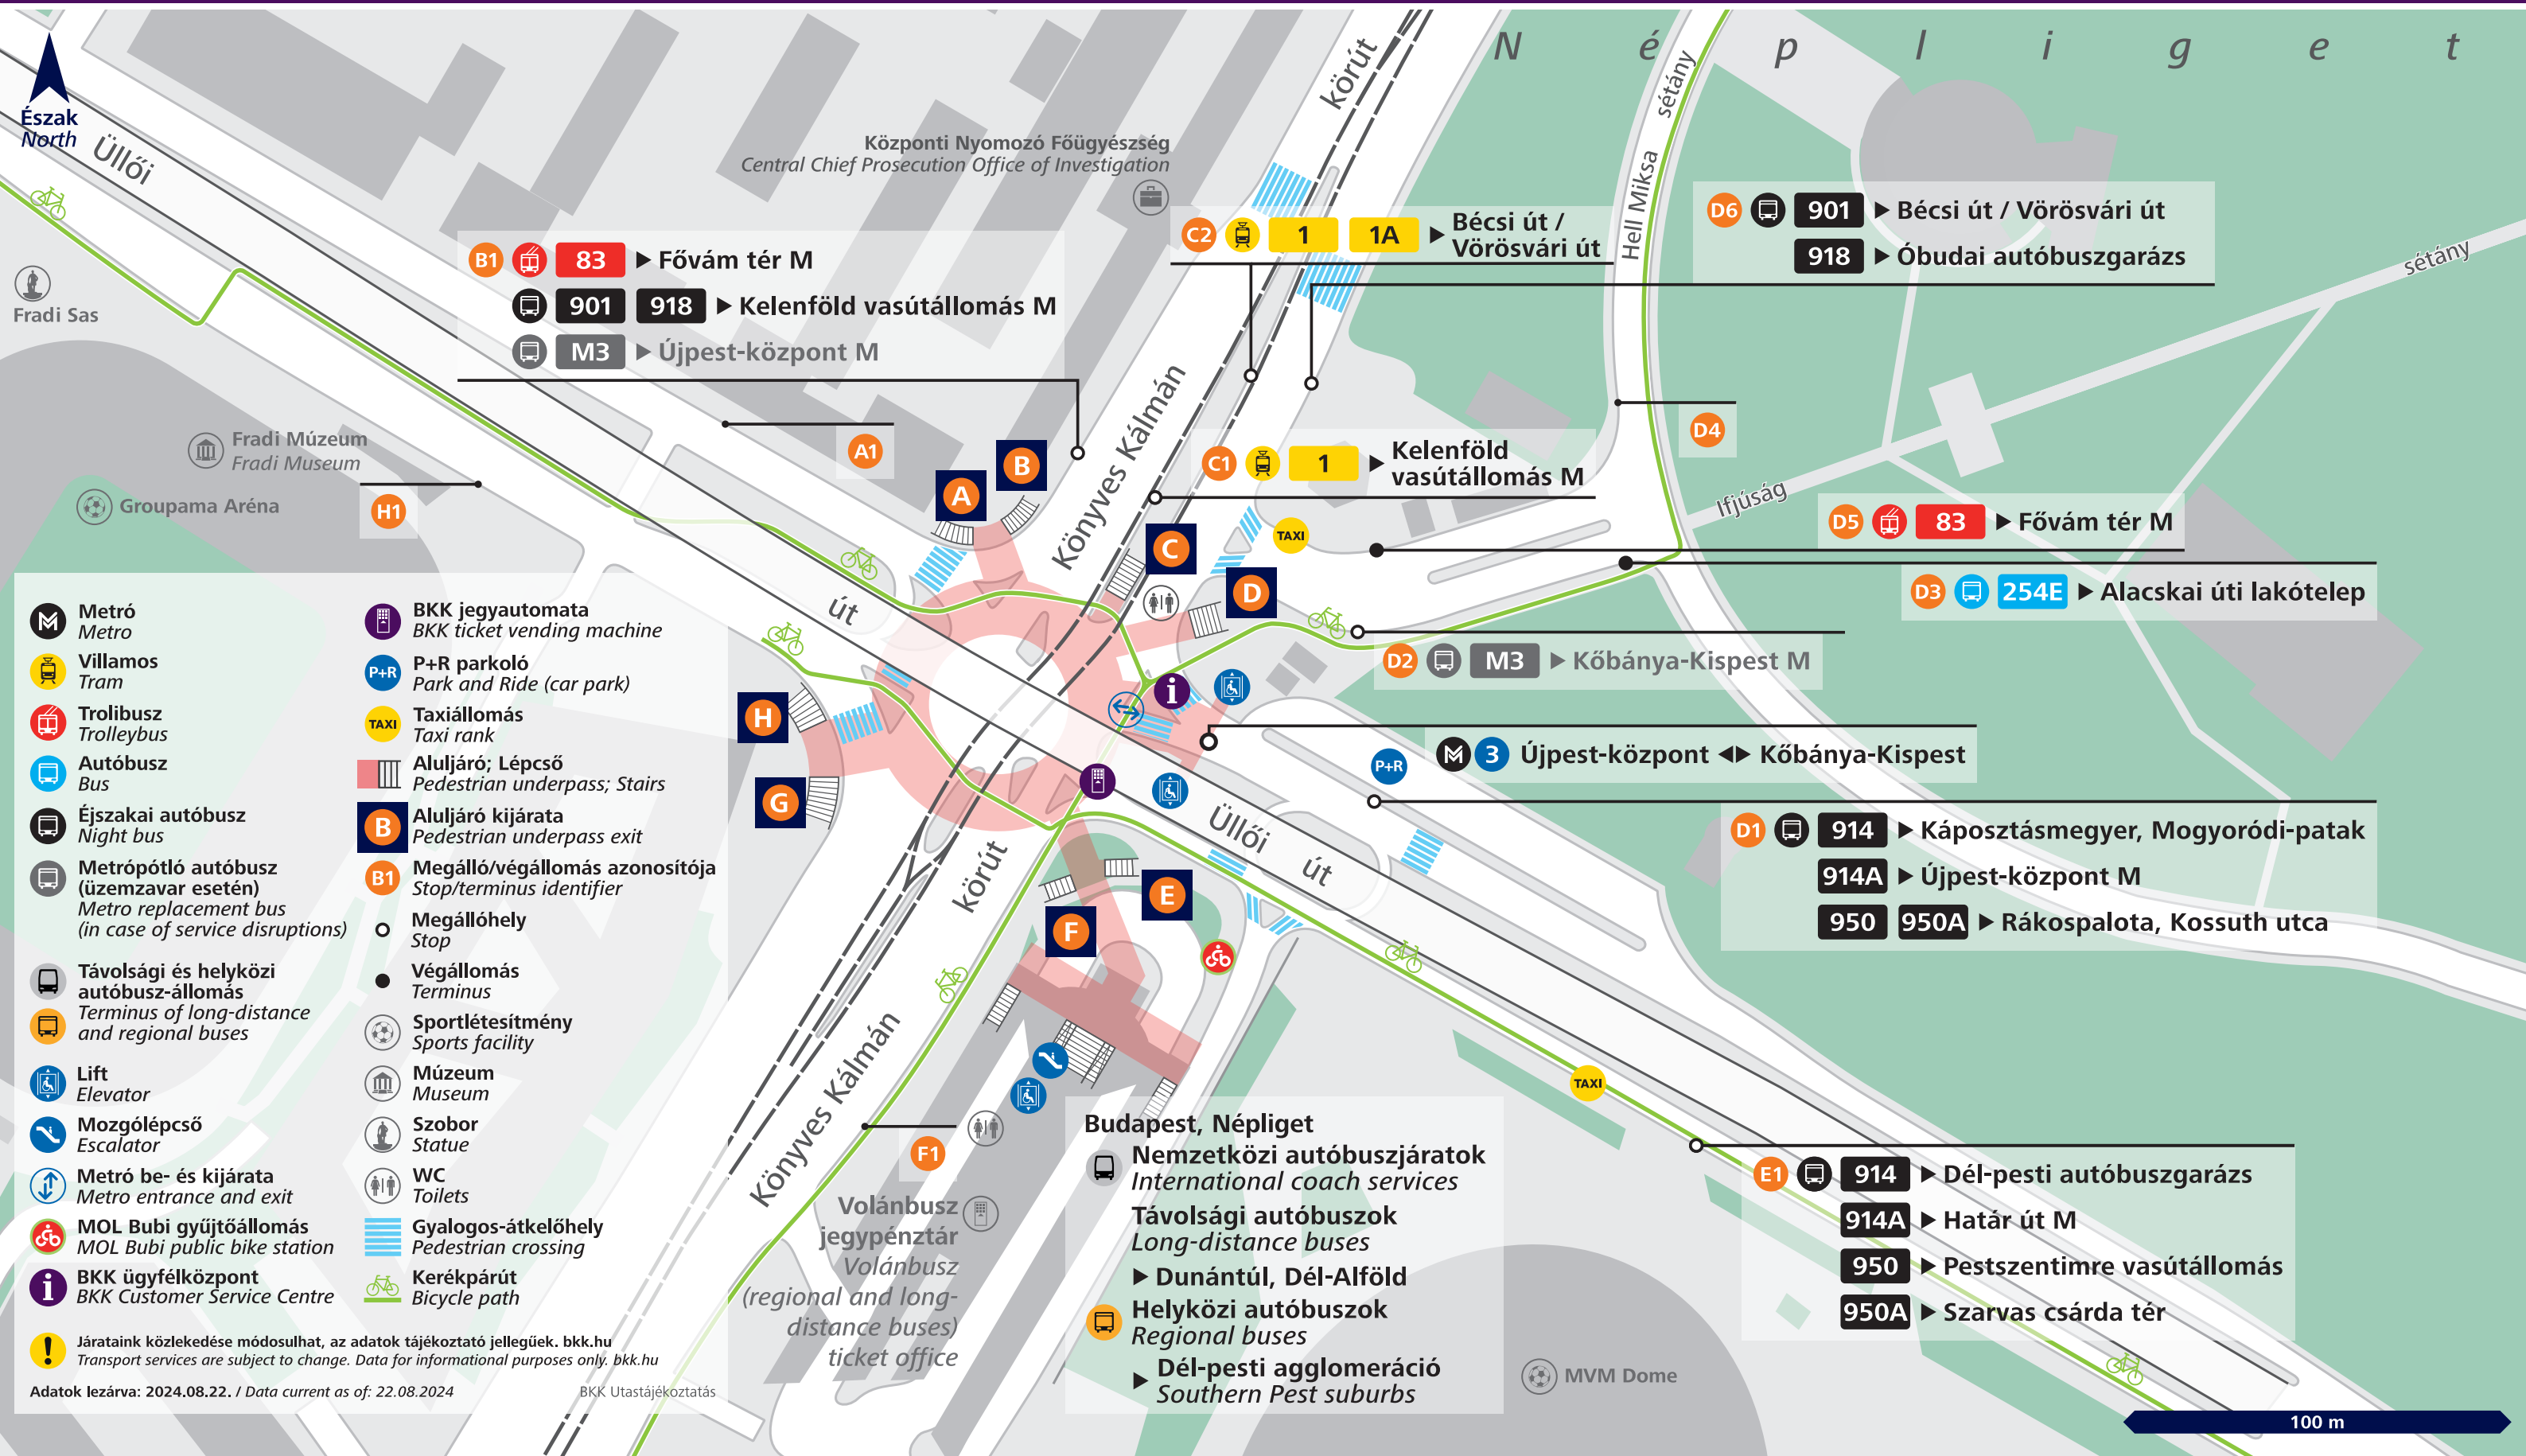 N é p l i g e t
Észak
North
Üllői
körút
sétány
Hell Miksa
Központi Nyomozó Főügyészség
Central Chief Prosecution Office of Investigation
C2 1 1A ▶ Bécsi út /
Vörösvári út
D6 901 ▶ Bécsi út / Vörösvári út
918 ▶ Óbudai autóbuszgarázs
sétány
B1 83 ▶ Fővám tér M
901 918 ▶ Kelenföld vasútállomás M
M3 ▶ Újpest-központ M
Fradi Sas
Fradi Múzeum
Fradi Museum
Groupama Aréna
H1
A1
A
B
Könyves Kálmán
C1 1 ▶ Kelenföld
vasútállomás M
D4
Ifjúság
D5 83 ▶ Fővám tér M
D3 254E ▶ Alacskai úti lakótelep
D2 M3 ▶ Kőbánya-Kispest M
TAXI
C
D
út
H
G
i
M 3 Újpest-központ ◀▶ Kőbánya-Kispest
P+R
Üllői
út
D1 914 ▶ Káposztásmegyer, Mogyoródi-patak
914A ▶ Újpest-központ M
950 950A ▶ Rákospalota, Kossuth utca
körút
E
F
Könyves Kálmán
TAXI
F1
Volánbusz
jegypénztár
Volánbusz
(regional and long-
distance buses)
ticket office
Budapest, Népliget
Nemzetközi autóbuszjáratok
International coach services
Távolsági autóbuszok
Long-distance buses
▶ Dunántúl, Dél-Alföld
Helyközi autóbuszok
Regional buses
▶ Dél-pesti agglomeráció
Southern Pest suburbs
E1 914 ▶ Dél-pesti autóbuszgarázs
914A ▶ Határ út M
950 ▶ Pestszentimre vasútállomás
950A ▶ Szarvas csárda tér
MVM Dome
100 m
M Metró
Metro
Villamos
Tram
Trolibusz
Trolleybus
Autóbusz
Bus
Éjszakai autóbusz
Night bus
Metrópótló autóbusz
(üzemzavar esetén)
Metro replacement bus
(in case of service disruptions)
Távolsági és helyközi
autóbusz-állomás
Terminus of long-distance
and regional buses
Lift
Elevator
Mozgólépcső
Escalator
Metró be- és kijárata
Metro entrance and exit
MOL Bubi gyűjtőállomás
MOL Bubi public bike station
i BKK ügyfélközpont
BKK Customer Service Centre
BKK jegyautomata
BKK ticket vending machine
P+R P+R parkoló
Park and Ride (car park)
TAXI Taxiállomás
Taxi rank
Aluljáró; Lépcső
Pedestrian underpass; Stairs
B Aluljáró kijárata
Pedestrian underpass exit
B1 Megálló/végállomás azonosítója
Stop/terminus identifier
Megállóhely
Stop
Végállomás
Terminus
Sportlétesítmény
Sports facility
Múzeum
Museum
Szobor
Statue
WC
Toilets
Gyalogos-átkelőhely
Pedestrian crossing
Kerékpárút
Bicycle path
! Járataink közlekedése módosulhat, az adatok tájékoztató jellegűek. bkk.hu
Transport services are subject to change. Data for informational purposes only. bkk.hu
Adatok lezárva: 2024.08.22. / Data current as of: 22.08.2024
BKK Utastájékoztatás